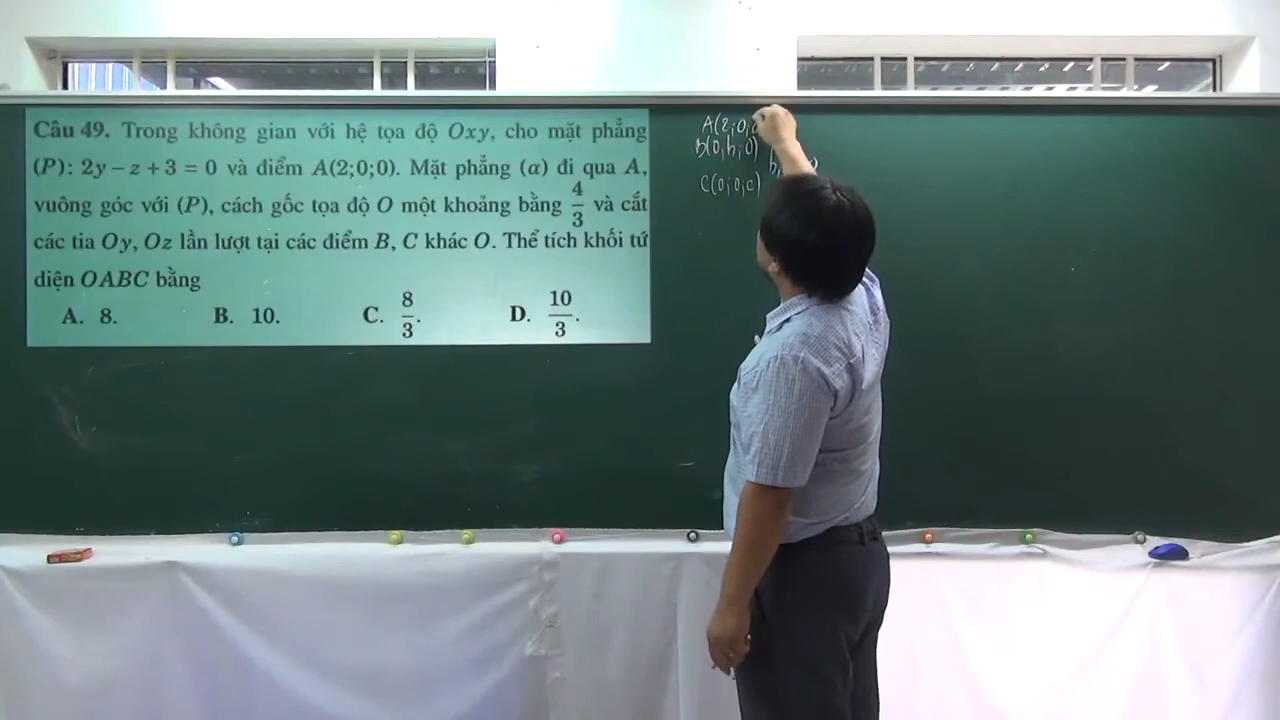 Câu 49. Trong không gian với hệ tọa độ Oxy, cho mặt phẳng
(P): 2y − z + 3 = 0 và điểm A(2;0;0). Mặt phẳng (α) đi qua A,
vuông góc với (P), cách gốc tọa độ O một khoảng bằng 4/3 và cắt
các tia Oy, Oz lần lượt tại các điểm B, C khác O. Thể tích khối tứ
diện OABC bằng
A. 8. B. 10. C. 8/3. D. 10/3.
A(2;0;0
B(0;b;0)
C(0;0;c)